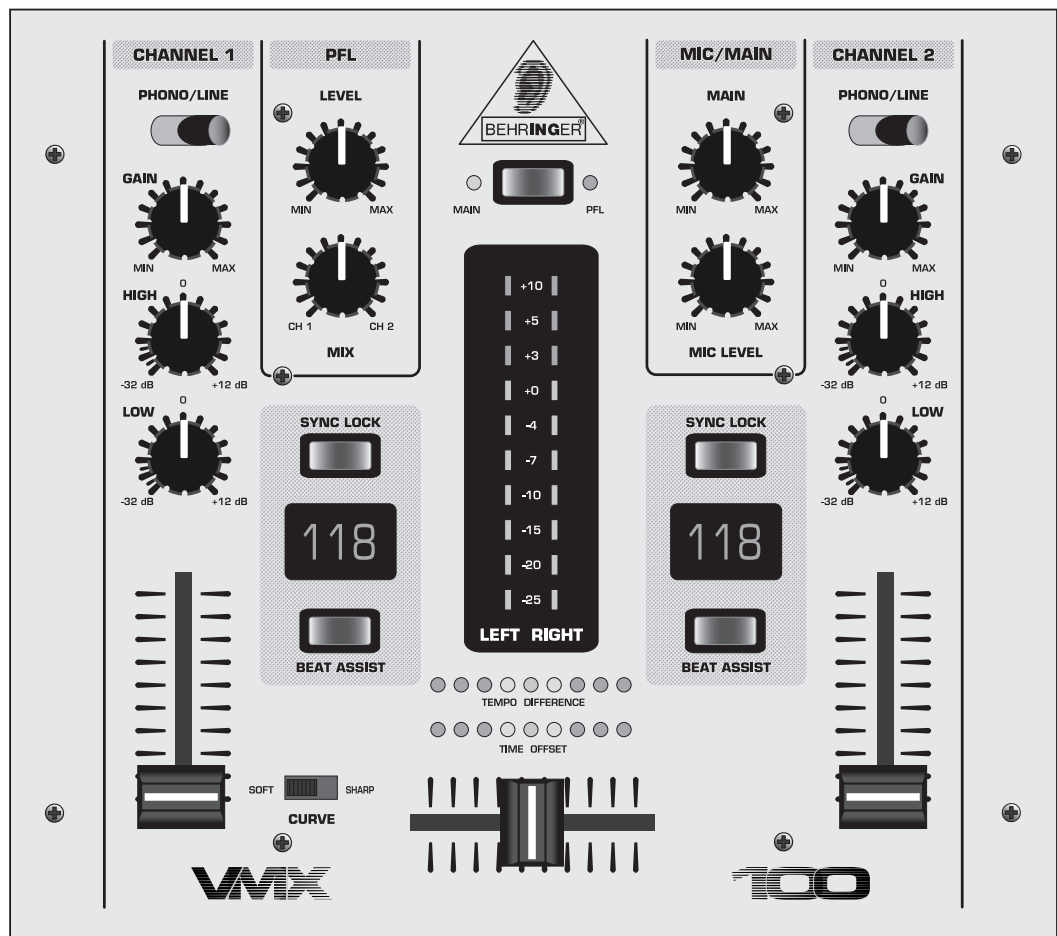 CHANNEL 1
PFL
MIC/MAIN
CHANNEL 2
PHONO/LINE
LEVEL
BEHRINGER®
MAIN
PHONO/LINE
GAIN
MIN
MAX
MIN
MAX
MAIN
PFL
MIN
MAX
GAIN
MIN
MAX
HIGH
0
-32 dB
+12 dB
CH 1
CH 2
MIX
MIN
MAX
MIC LEVEL
HIGH
0
-32 dB
+12 dB
LOW
0
-32 dB
+12 dB
SYNC LOCK
118
BEAT ASSIST
+10
+5
+3
+0
-4
-7
-10
-15
-20
-25
LEFT RIGHT
SYNC LOCK
118
BEAT ASSIST
LOW
0
-32 dB
+12 dB
TEMPO DIFFERENCE
TIME OFFSET
SOFT
SHARP
CURVE
VMX
100